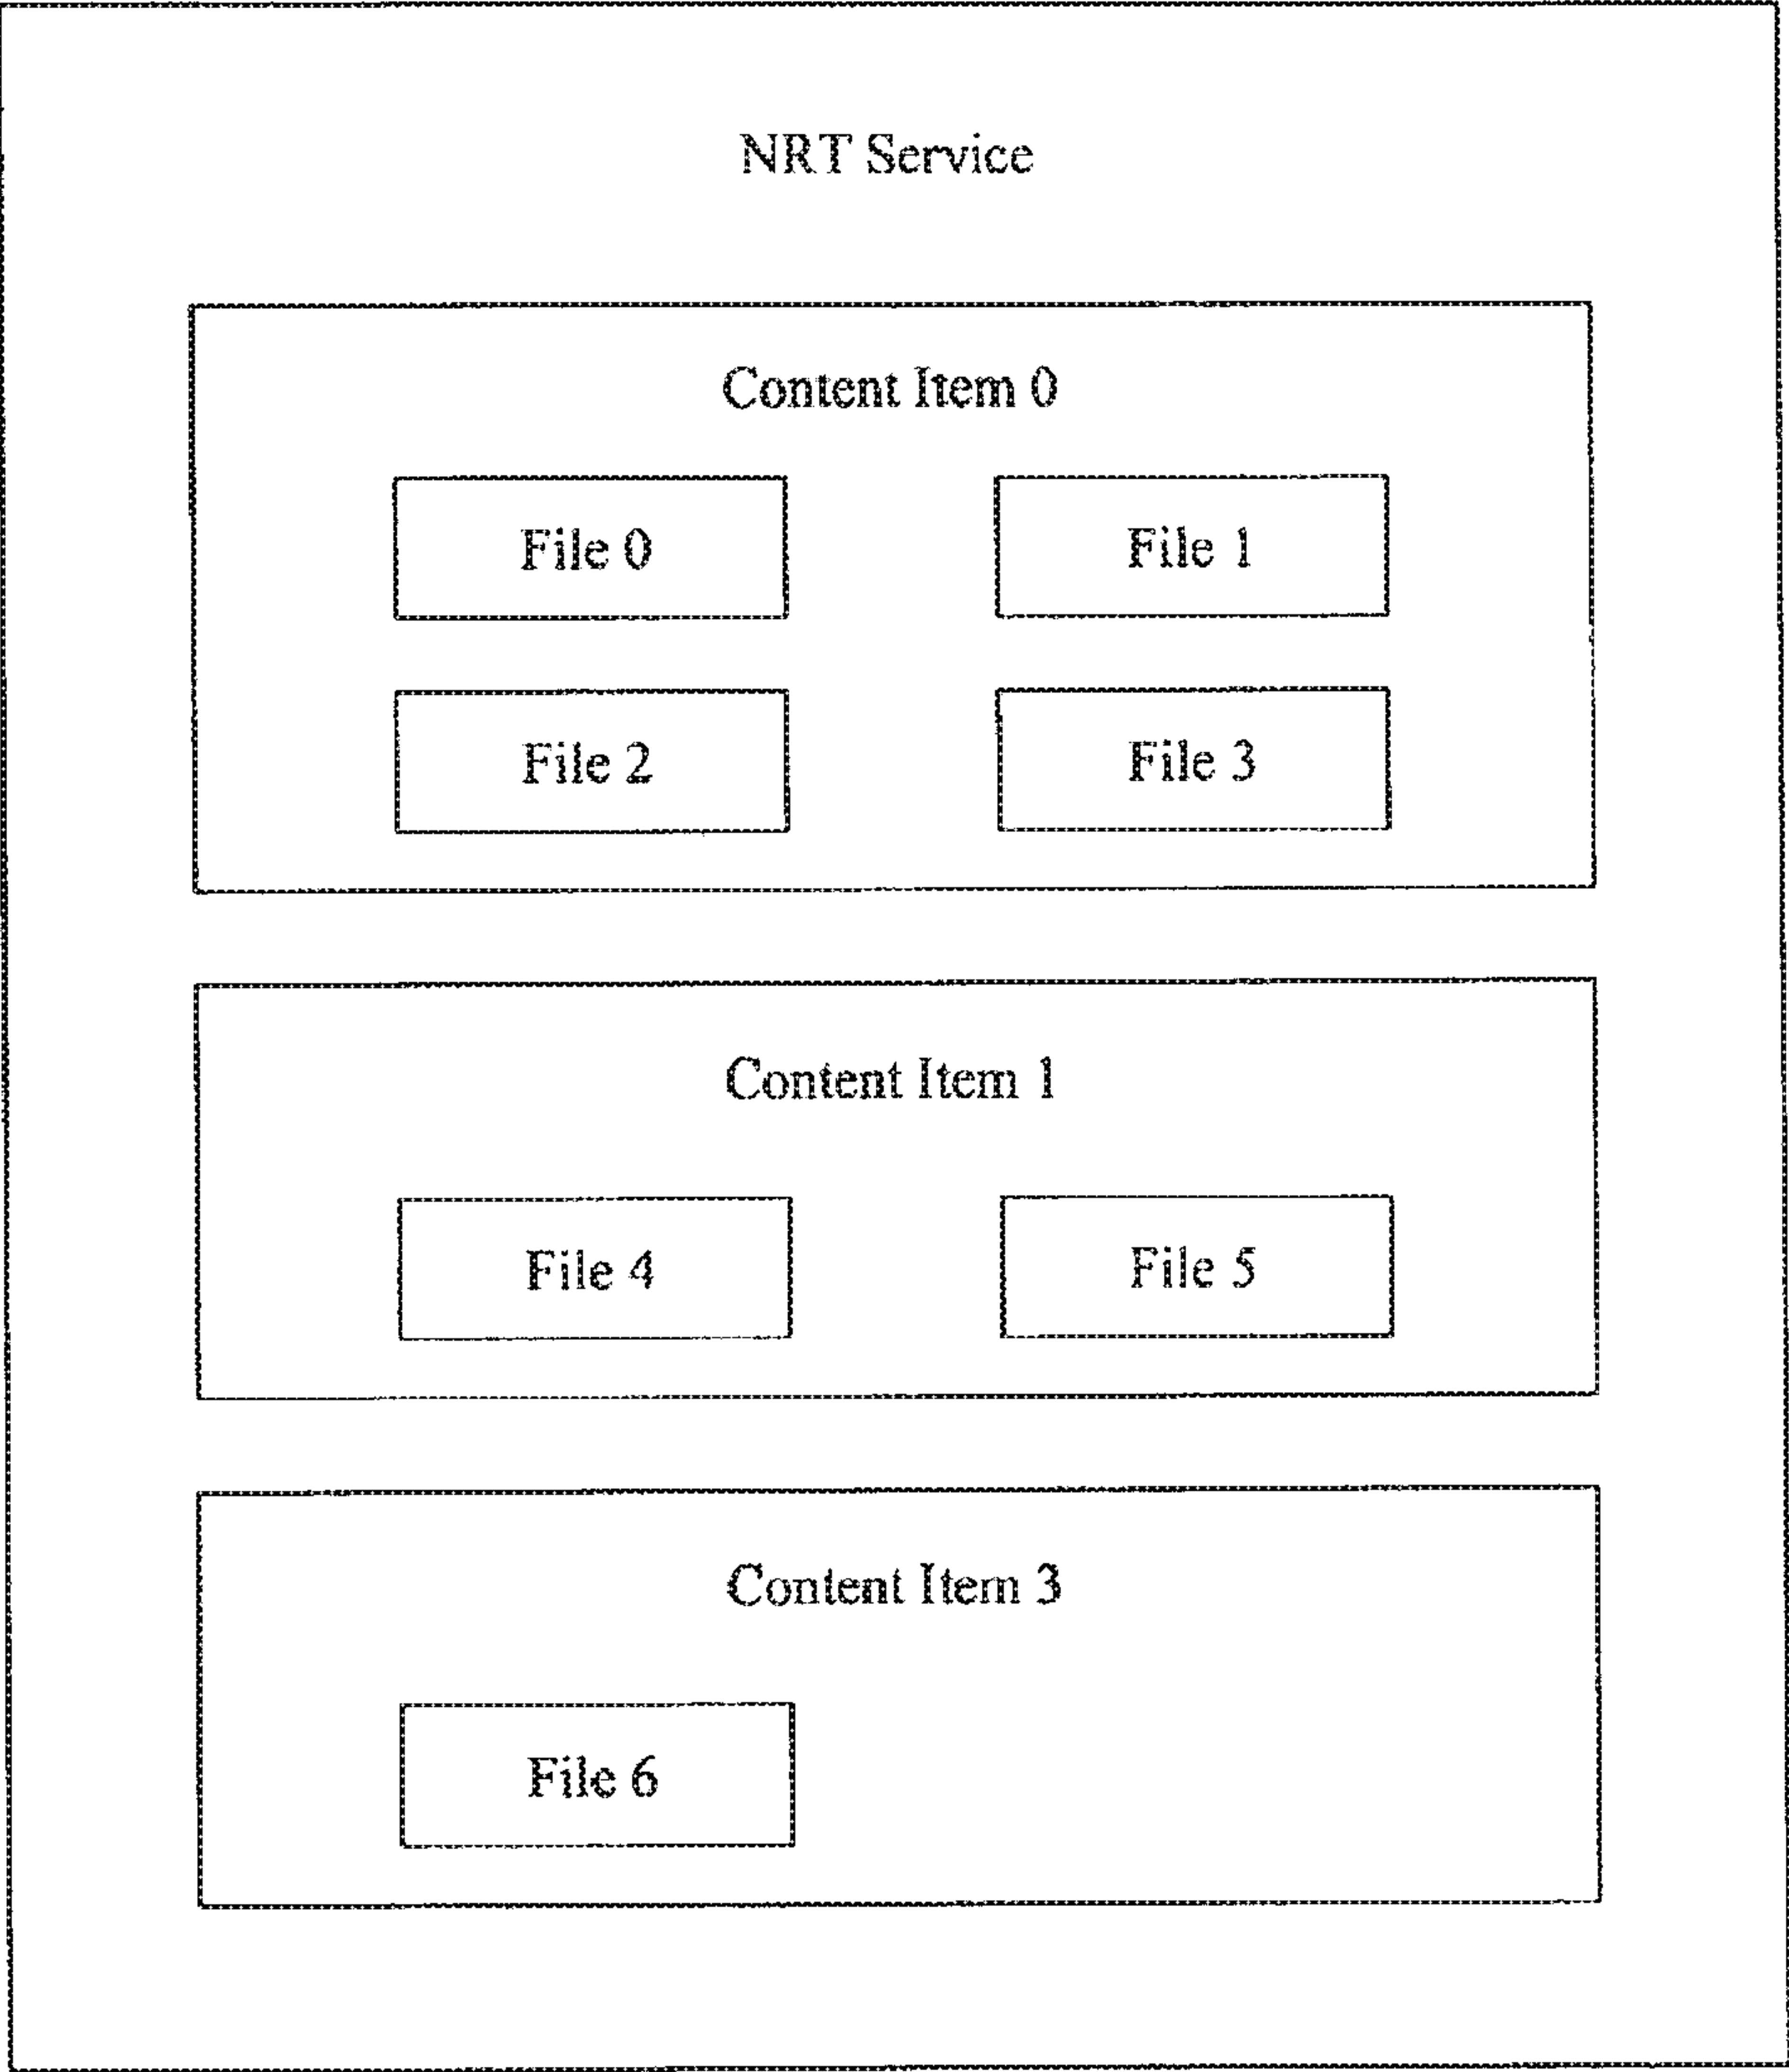 NRT Service
Content Item 0
File 0
File 1
File 2
File 3
Content Item 1
File 4
File 5
Content Item 3
File 6